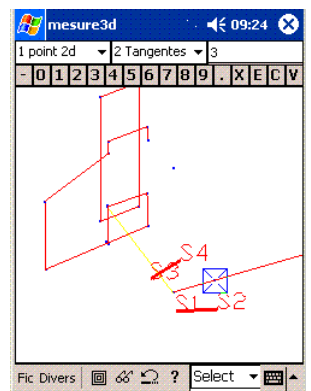 mesure3d 09:24
1 point 2d 2 Tangentes 3
- 0 1 2 3 4 5 6 7 8 9 . X E C V
S4
S3
S1 S2
Fic Divers ? Select